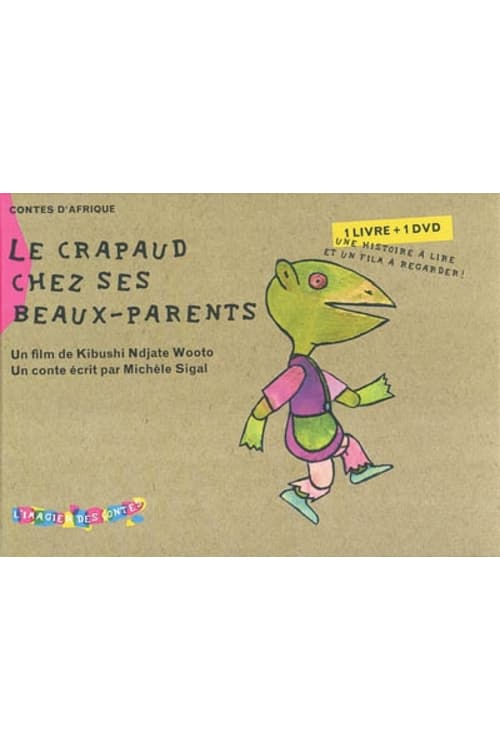 CONTES D'AFRIQUE
LE CRAPAUD
CHEZ SES
BEAUX-PARENTS
1 LIVRE + 1 DVD
UNE HISTOIRE À LIRE
ET UN FILM À REGARDER!
Un film de Kibushi Ndjate Wooto
Un conte écrit par Michèle Sigal
L'IMAGIER DES CONTES